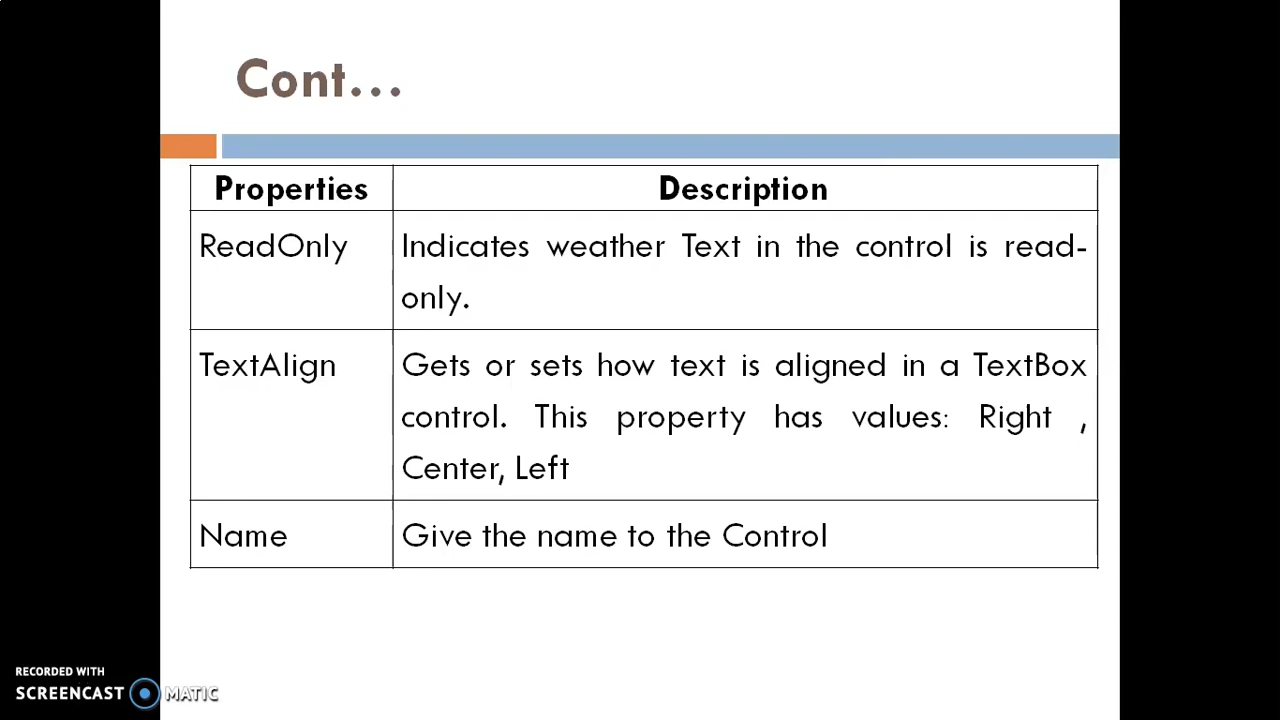 Cont...
Properties Description
ReadOnly Indicates weather Text in the control is read-
only.
TextAlign Gets or sets how text is aligned in a TextBox
control. This property has values: Right ,
Center, Left
Name Give the name to the Control
RECORDED WITH
SCREENCAST MATIC